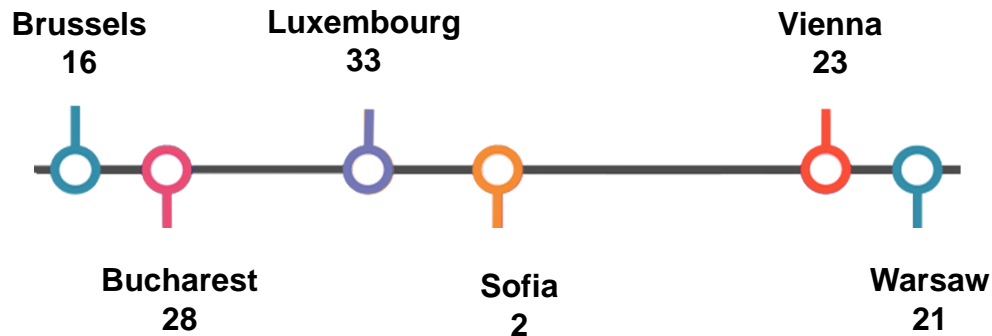 Brussels
16
Luxembourg
33
Vienna
23
Bucharest
28
Sofia
2
Warsaw
21